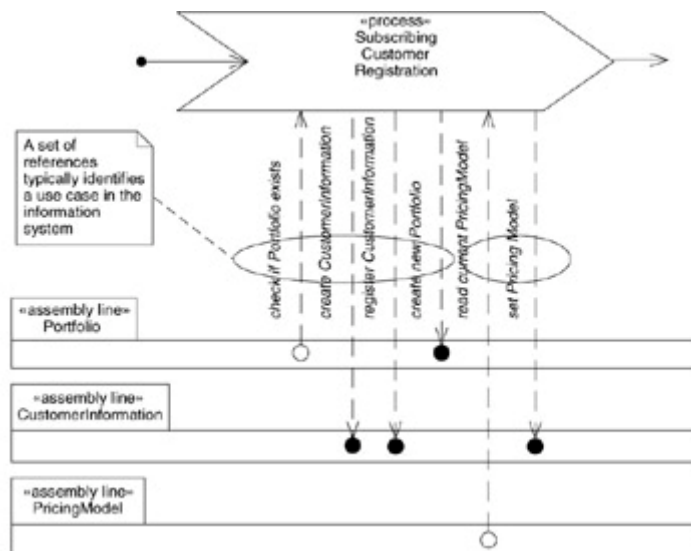 «process»
Subscribing
Customer
Registration
A set of
references
typically identifies
a use case in the
information
system
check if Portfolio exists
create CustomerInformation
register CustomerInformation
create new Portfolio
read current PricingModel
set Pricing Model
«assembly line»
Portfolio
«assembly line»
CustomerInformation
«assembly line»
PricingModel